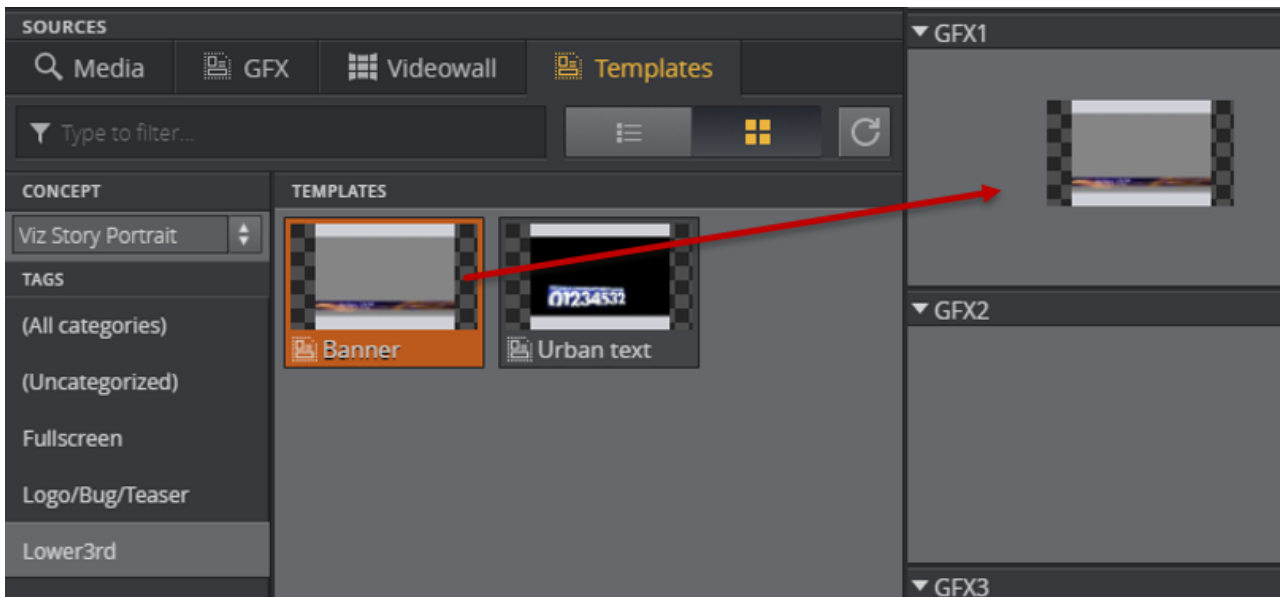 SOURCES
Media
GFX
Videowall
Templates
Type to filter...
CONCEPT
Viz Story Portrait
TAGS
(All categories)
(Uncategorized)
Fullscreen
Logo/Bug/Teaser
Lower3rd
TEMPLATES
01234532
Banner
Urban text
GFX1
GFX2
GFX3